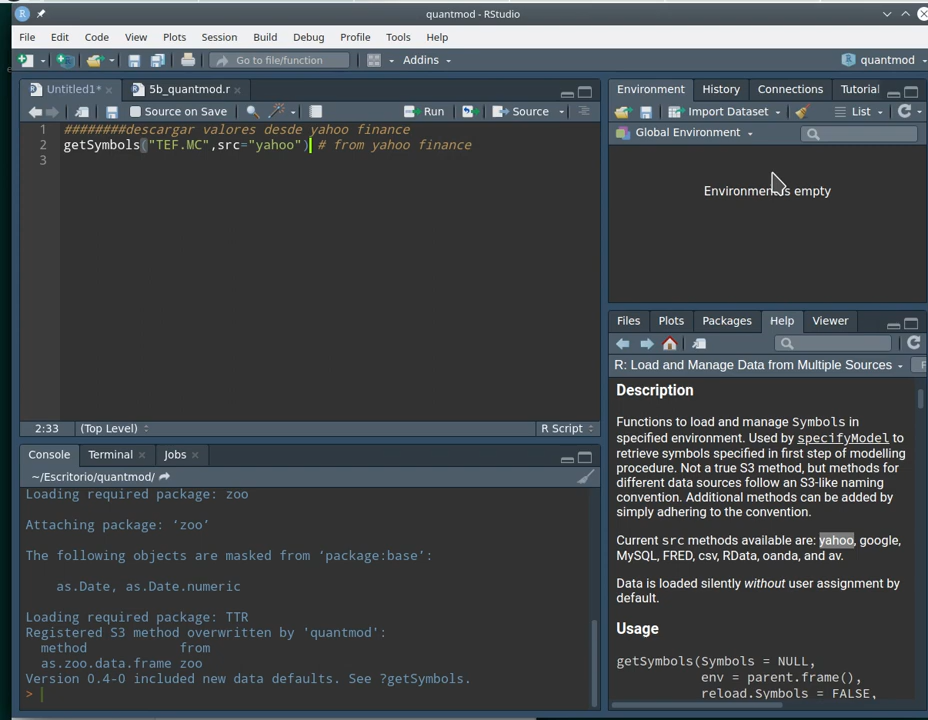 quantmod - RStudio
File Edit Code View Plots Session Build Debug Profile Tools Help
Go to file/function Addins quantmod
Untitled1* 5b_quantmod.r
Source on Save Run Source
1 ########descargar valores desde yahoo finance
2 getSymbols("TEF.MC",src="yahoo") # from yahoo finance
3
2:33 (Top Level) R Script
Console Terminal Jobs
~/Escritorio/quantmod/
Loading required package: zoo
Attaching package: ‘zoo’
The following objects are masked from ‘package:base’:
as.Date, as.Date.numeric
Loading required package: TTR
Registered S3 method overwritten by 'quantmod':
method from
as.zoo.data.frame zoo
Version 0.4-0 included new data defaults. See ?getSymbols.
>
Environment History Connections Tutorial
Import Dataset List
Global Environment
Environment is empty
Files Plots Packages Help Viewer
R: Load and Manage Data from Multiple Sources
Description
Functions to load and manage Symbols in
specified environment. Used by specifyModel to
retrieve symbols specified in first step of modelling
procedure. Not a true S3 method, but methods for
different data sources follow an S3-like naming
convention. Additional methods can be added by
simply adhering to the convention.
Current src methods available are: yahoo, google,
MySQL, FRED, csv, RData, oanda, and av.
Data is loaded silently without user assignment by
default.
Usage
getSymbols(Symbols = NULL,
env = parent.frame(),
reload.Symbols = FALSE,